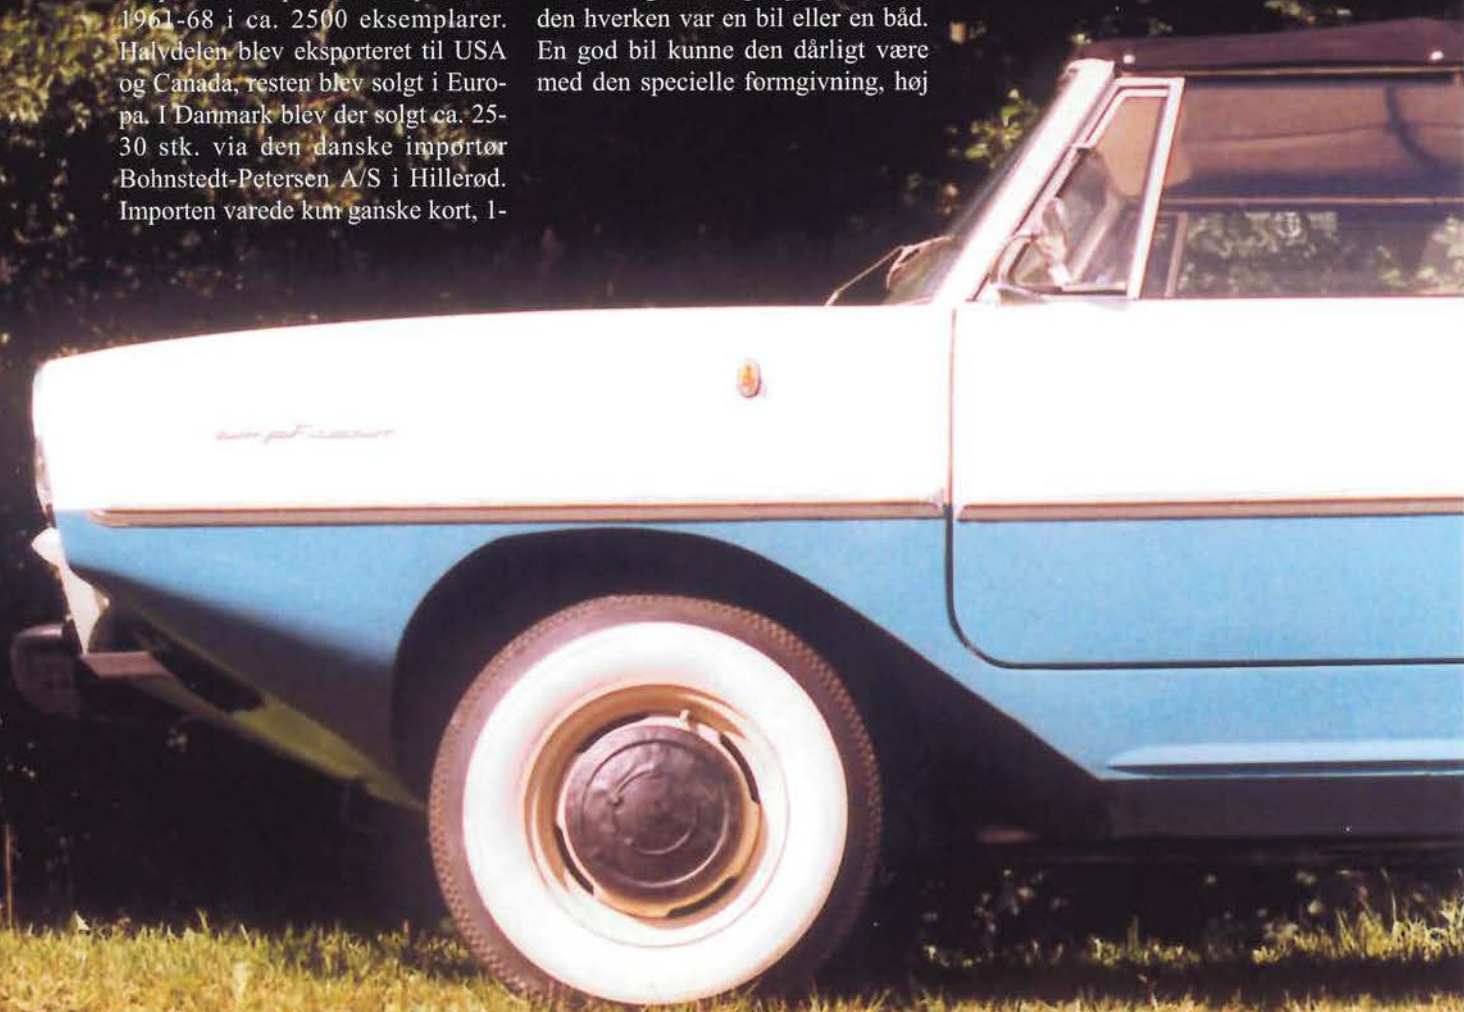 1961-68 i ca. 2500 eksemplarer.
Halvdelen blev eksporteret til USA
og Canada, resten blev solgt i Euro-
pa. I Danmark blev der solgt ca. 25-
30 stk. via den danske importør
Bohnstedt-Petersen A/S i Hillerød.
Importen varede kun ganske kort, 1-
den hverken var en bil eller en båd.
En god bil kunne den dårligt være
med den specielle formgivning, høj